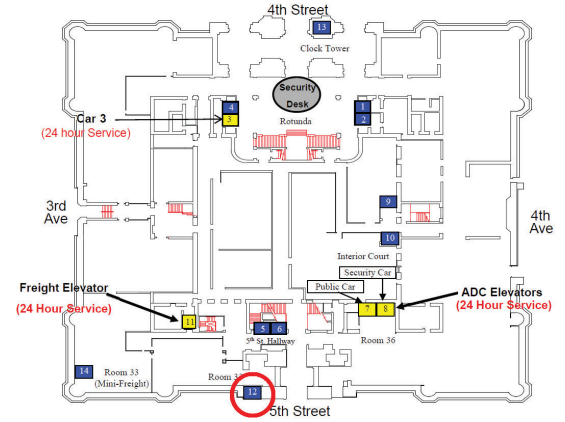 4th Street
13
Clock Tower
Security
Desk
Rotunda
4
3
1
2
Car 3
(24 hour Service)
9
3rd
Ave
4th
Ave
10
Interior Court
Security Car
Public Car
Freight Elevator
(24 Hour Service)
ADC Elevators
(24 Hour Service)
7
8
11
5
6
5th St. Hallway
Room 36
14
Room 33
(Mini-Freight)
12
5th Street